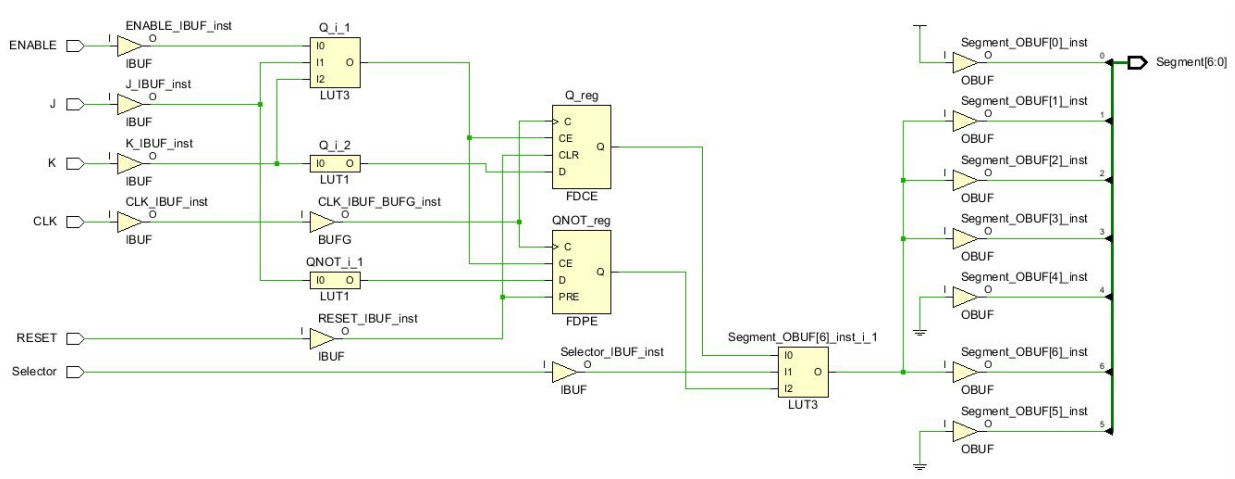 ENABLE
I
ENABLE_IBUF_inst
O
IBUF
J
I
J_IBUF_inst
O
IBUF
K
I
K_IBUF_inst
O
IBUF
CLK
I
CLK_IBUF_inst
O
IBUF
RESET
Selector
Q_i_1
I0
I1
O
I2
LUT3
Q_i_2
I0
O
LUT1
CLK_IBUF_BUFG_inst
I
O
BUFG
QNOT_i_1
I0
O
LUT1
RESET_IBUF_inst
I
O
IBUF
Q_reg
C
CE
CLR
D
Q
FDCE
QNOT_reg
C
CE
D
PRE
Q
FDPE
Selector_IBUF_inst
I
O
IBUF
Segment_OBUF[6]_inst_i_1
I0
I1
O
I2
LUT3
Segment_OBUF[0]_inst
I
O
0
OBUF
Segment_OBUF[1]_inst
I
O
1
OBUF
Segment_OBUF[2]_inst
I
O
2
OBUF
Segment_OBUF[3]_inst
I
O
3
OBUF
Segment_OBUF[4]_inst
I
O
4
OBUF
Segment_OBUF[6]_inst
I
O
6
OBUF
Segment_OBUF[5]_inst
I
O
5
OBUF
Segment[6:0]